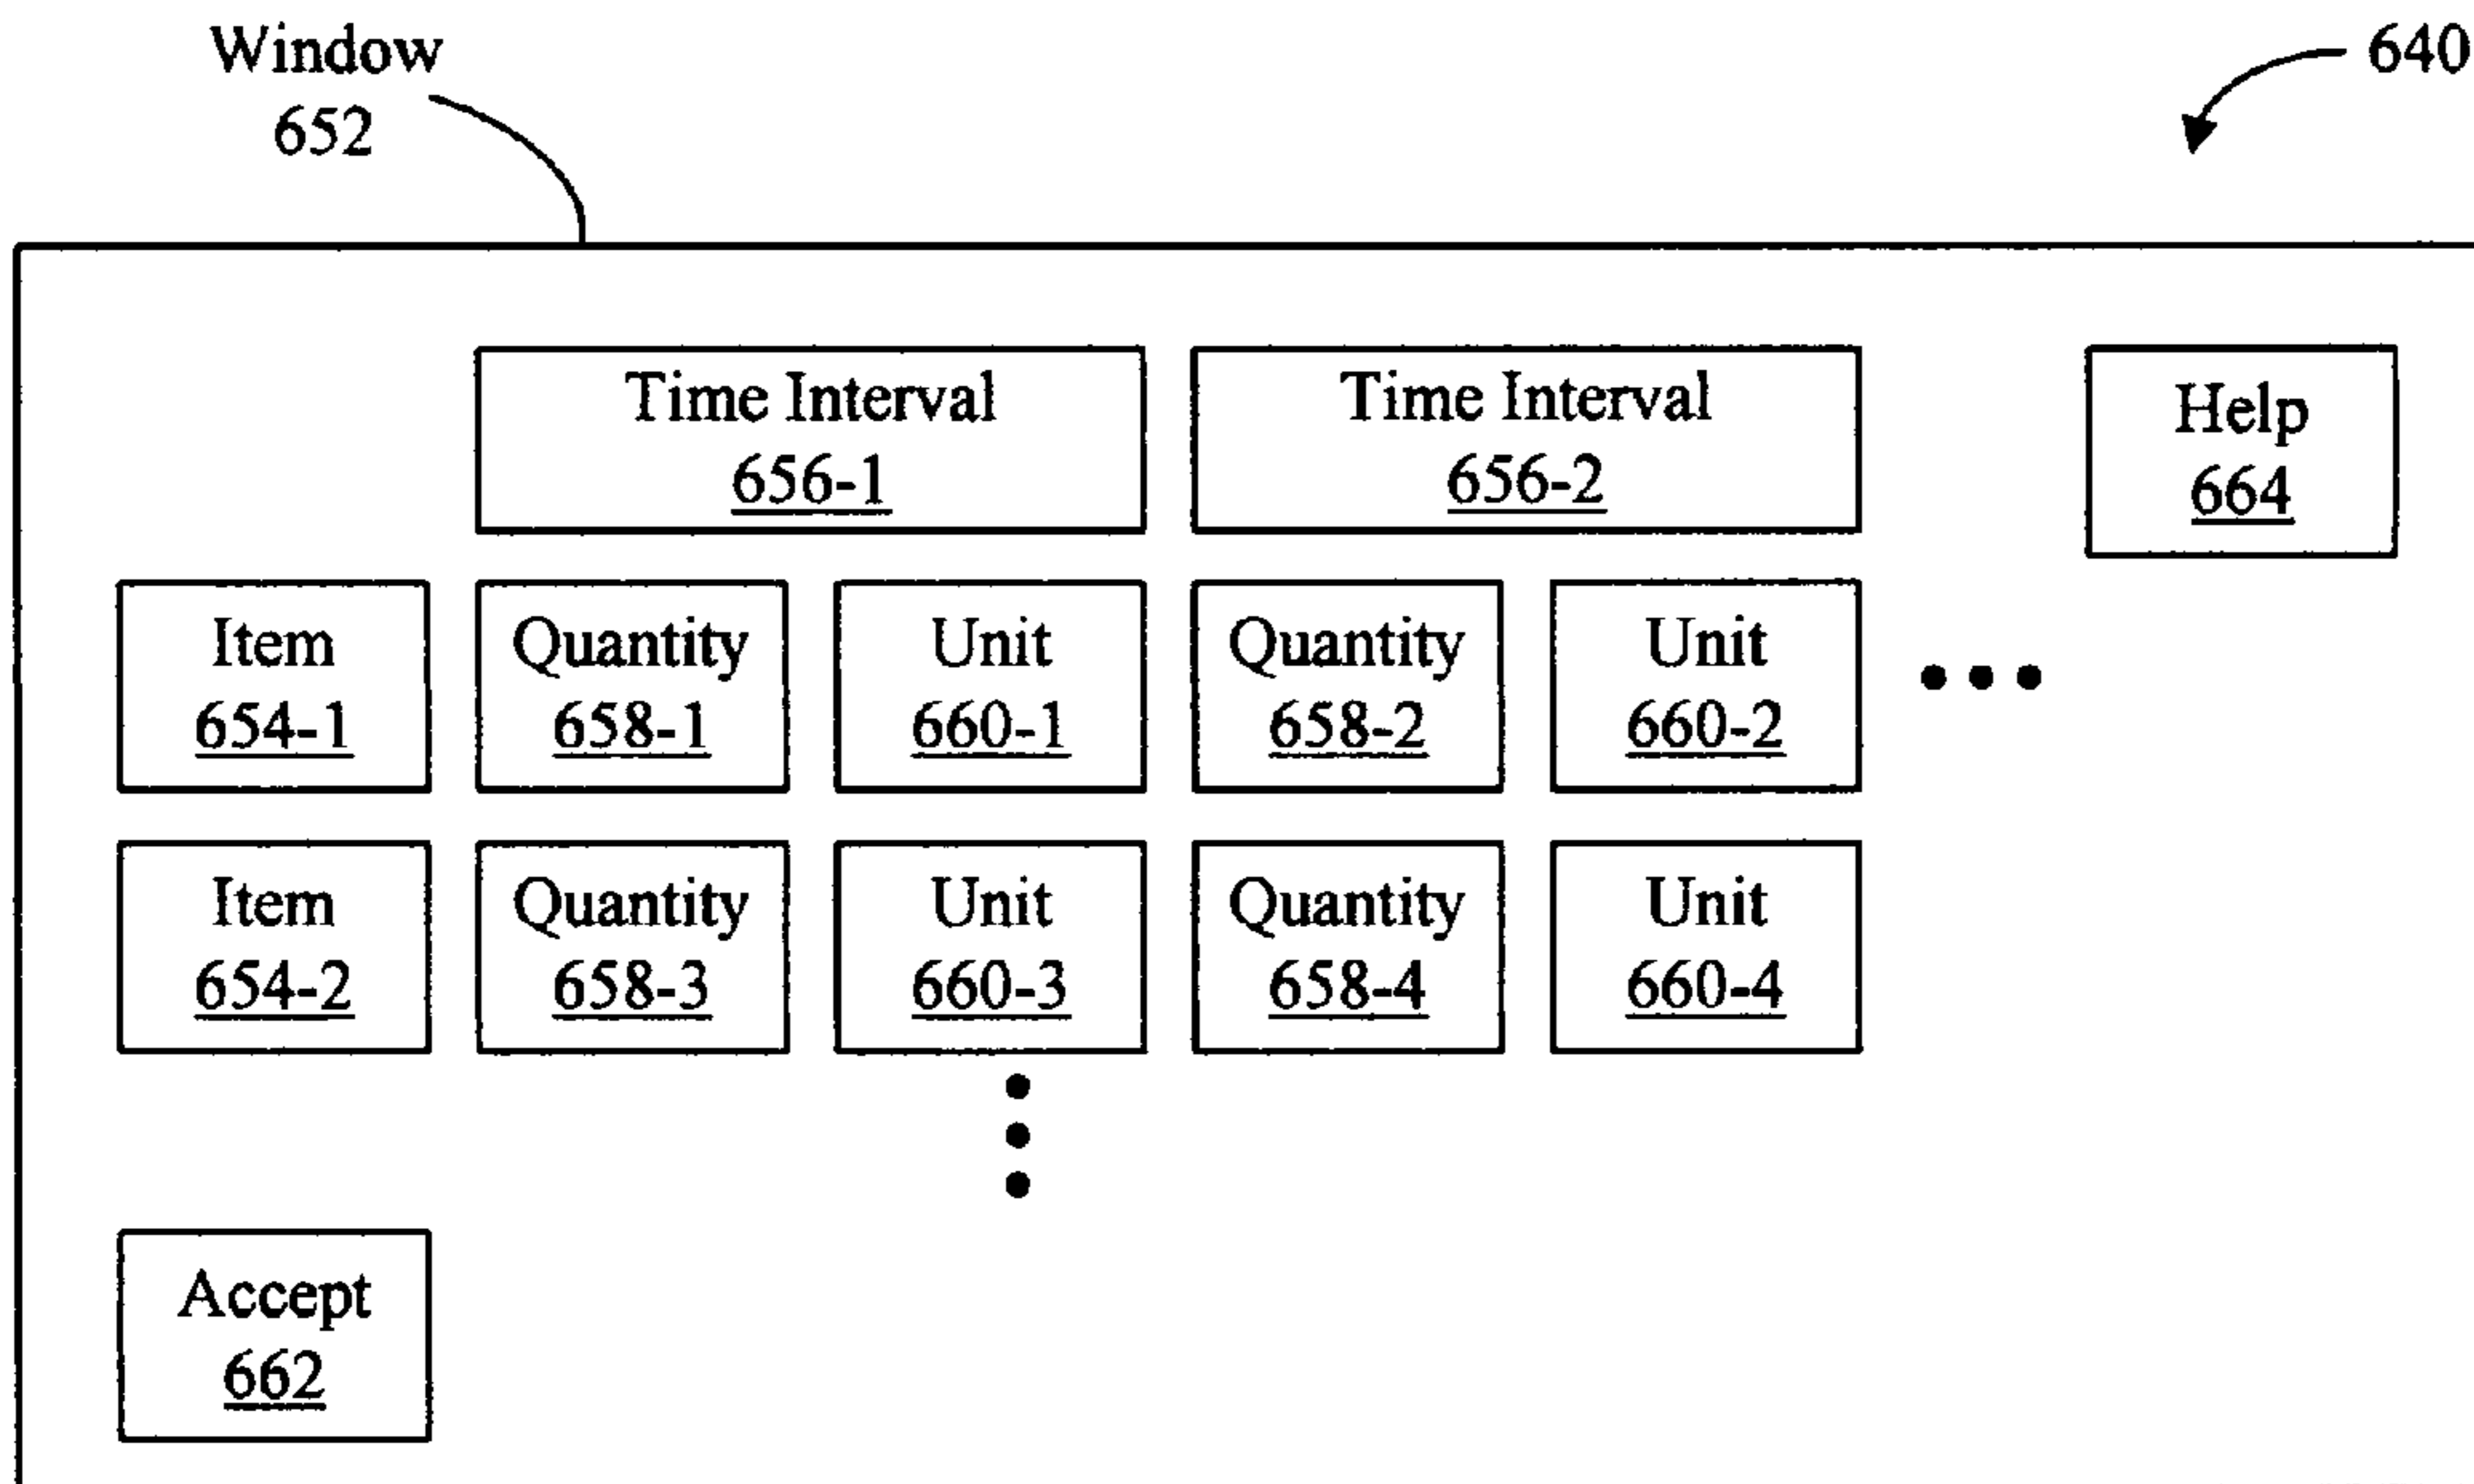 Window
652
640
Time Interval
656-1
Time Interval
656-2
Help
664
Item
654-1
Quantity
658-1
Unit
660-1
Quantity
658-2
Unit
660-2
Item
654-2
Quantity
658-3
Unit
660-3
Quantity
658-4
Unit
660-4
Accept
662